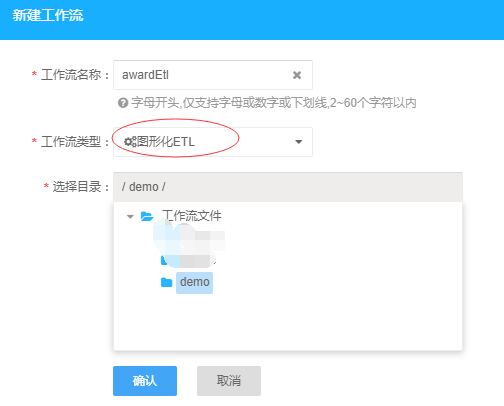 新建工作流
* 工作流名称： awardEtl
字母开头,仅支持字母或数字或下划线,2~60个字符以内
* 工作流类型： 图形化ETL
* 选择目录： / demo /
工作流文件
demo
确认 取消